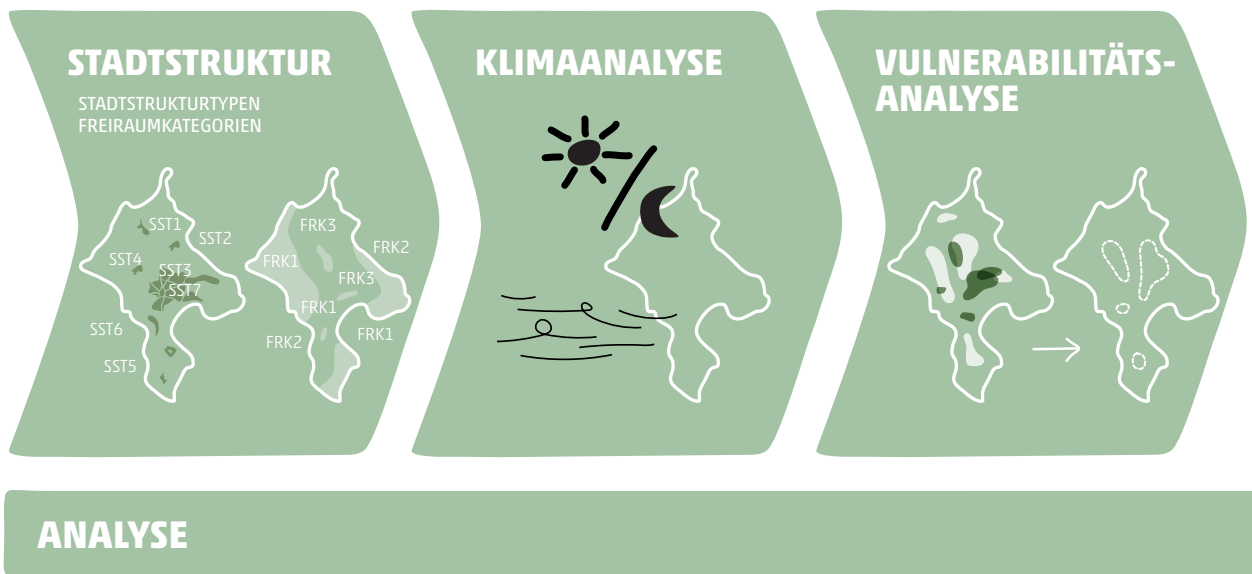 STADTSTRUKTUR
STADTSTRUKTURTYPEN
FREIRAUMKATEGORIEN
SST1
SST2
SST4
SST3
SST7
SST6
SST5
FRK3
FRK2
FRK1
FRK3
FRK1
FRK2
FRK1
KLIMAANALYSE
VULNERABILITÄTS-
ANALYSE
ANALYSE